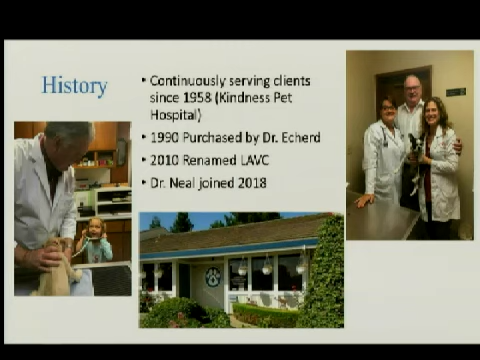 History
• Continuously serving clients
since 1958 (Kindness Pet
Hospital)
• 1990 Purchased by Dr. Echerd
• 2010 Renamed LAVC
• Dr. Neal joined 2018